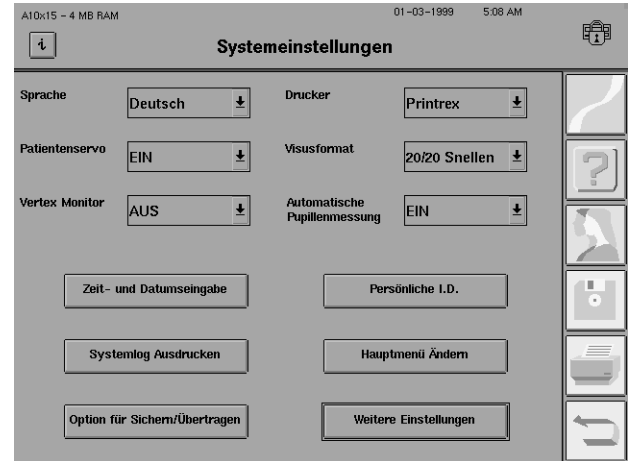 A10x15 - 4 MB RAM 01-03-1999 5:08 AM
i
Systemeinstellungen
Sprache Deutsch Drucker Printrex
Patientenservo EIN Visusformat 20/20 Snellen
Vertex Monitor AUS Automatische
Pupillenmessung EIN
Zeit- und Datumseingabe Persönliche I.D.
Systemlog Ausdrucken Hauptmenü Ändern
Option für Sichern/Übertragen Weitere Einstellungen
?